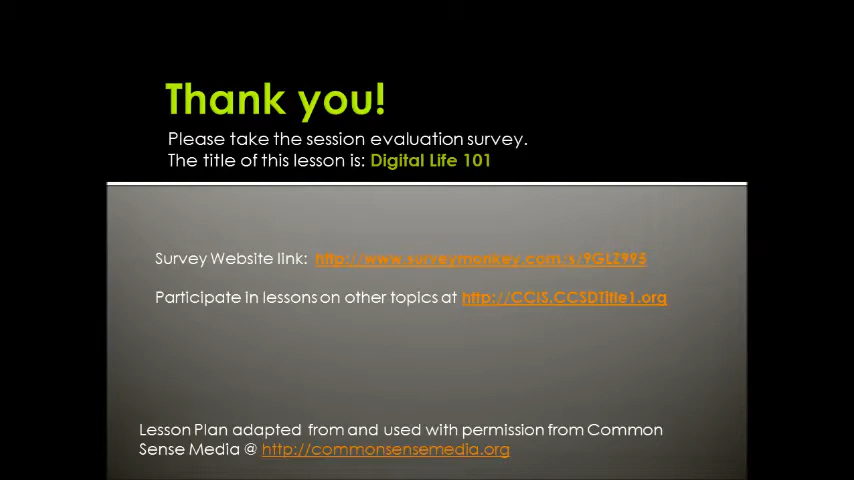 Thank you!
Please take the session evaluation survey.
The title of this lesson is: Digital Life 101
Survey Website link: http://www.surveymonkey.com/s/9GLZ995
Participate in lessons on other topics at http://CCIS.CCSDTitle1.org
Lesson Plan adapted from and used with permission from Common
Sense Media @ http://commonsensemedia.org